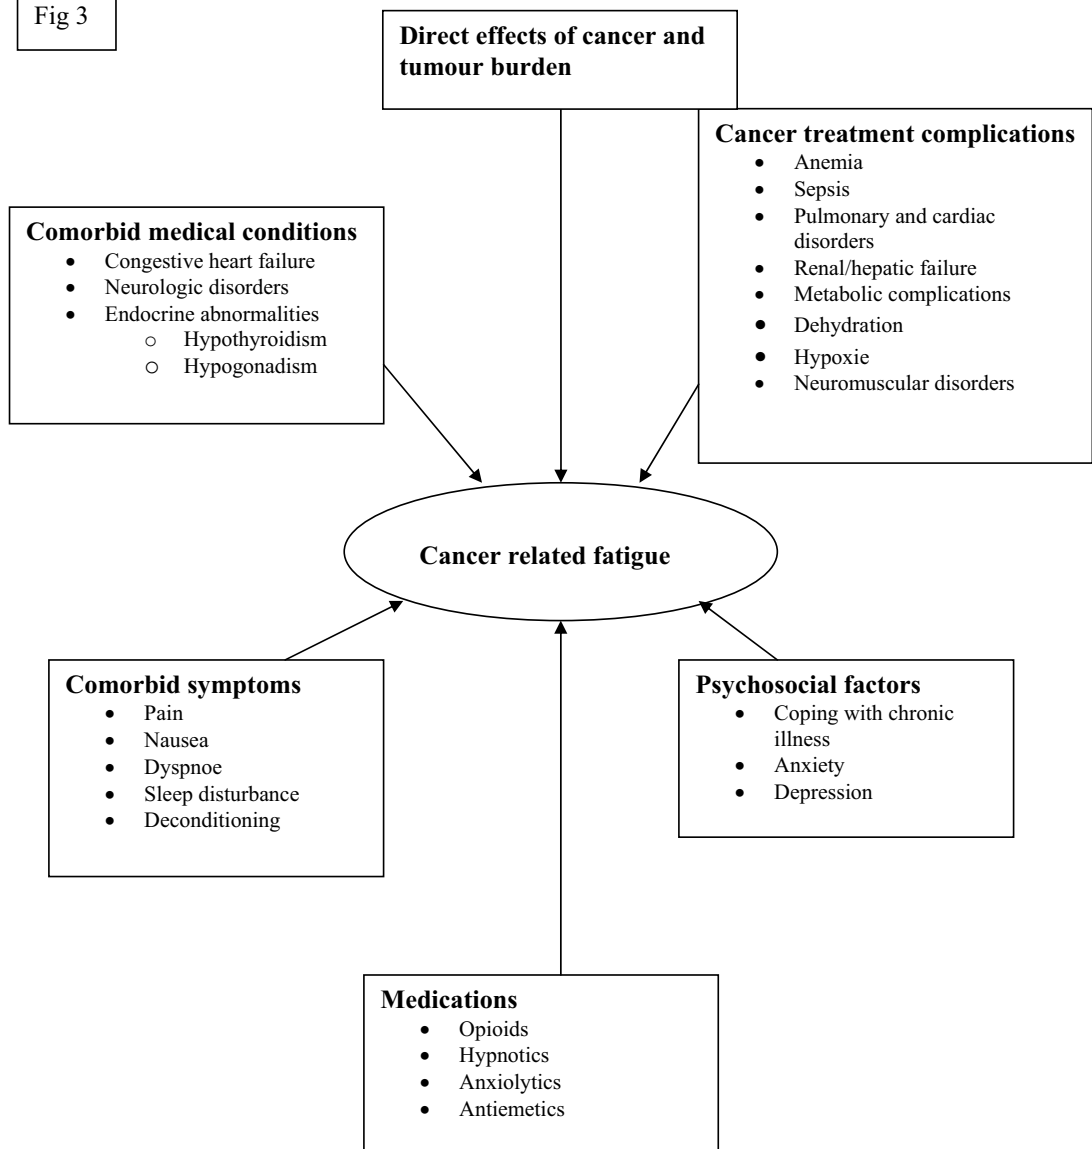 Fig 3
Direct effects of cancer and
tumour burden
Cancer treatment complications
• Anemia
• Sepsis
• Pulmonary and cardiac
disorders
• Renal/hepatic failure
• Metabolic complications
• Dehydration
• Hypoxie
• Neuromuscular disorders
Comorbid medical conditions
• Congestive heart failure
• Neurologic disorders
• Endocrine abnormalities
o Hypothyroidism
o Hypogonadism
Cancer related fatigue
Comorbid symptoms
• Pain
• Nausea
• Dyspnoe
• Sleep disturbance
• Deconditioning
Psychosocial factors
• Coping with chronic
illness
• Anxiety
• Depression
Medications
• Opioids
• Hypnotics
• Anxiolytics
• Antiemetics